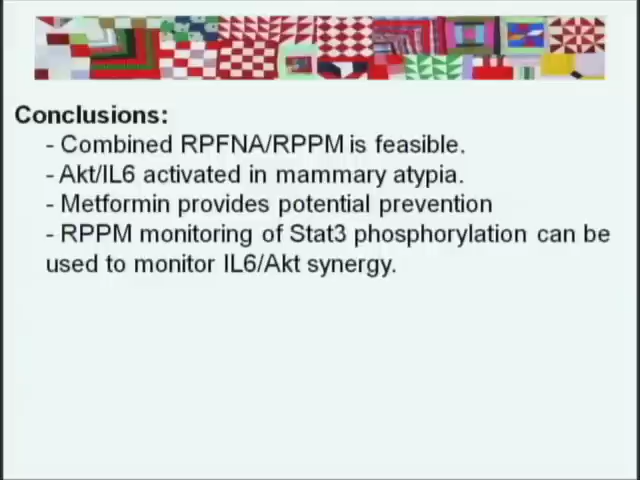 Conclusions:
- Combined RPFNA/RPPM is feasible.
- Akt/IL6 activated in mammary atypia.
- Metformin provides potential prevention
- RPPM monitoring of Stat3 phosphorylation can be
used to monitor IL6/Akt synergy.